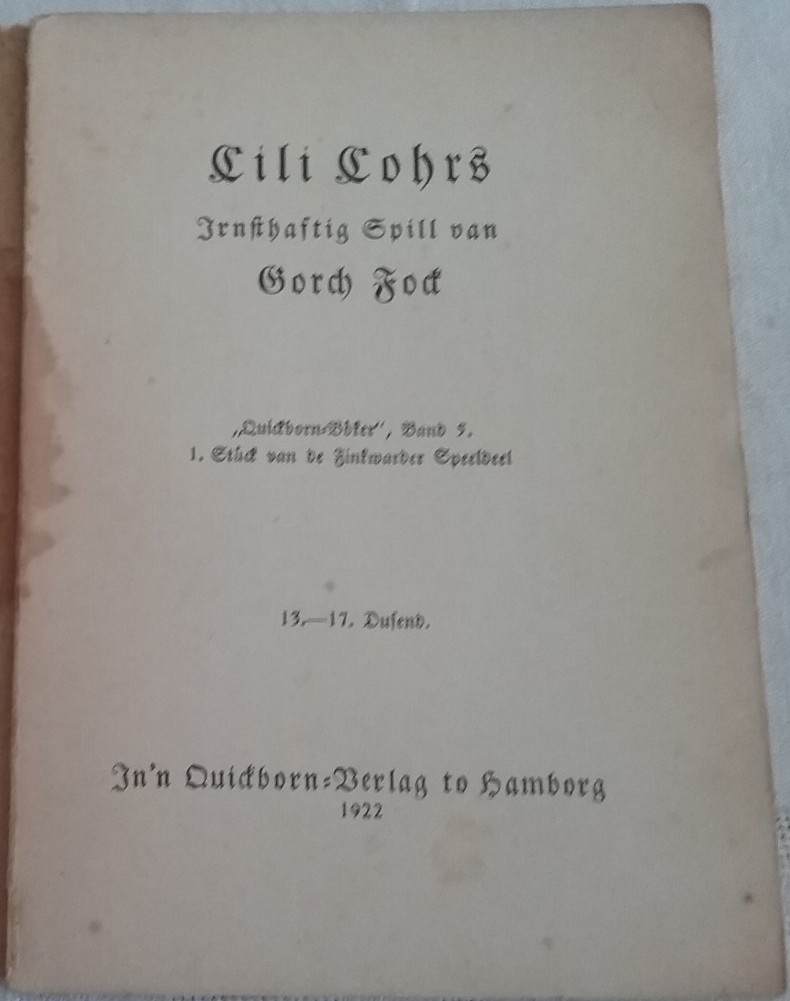 Cili Cohrs
Irnsthaftig Spill van
Gorch Fock
„Quickborn-Böker“, Band 5.
1. Stück van de Finkwarder Speeldeel
13.—17. Dusend.
In'n Quickborn-Verlag to Hamborg
1922